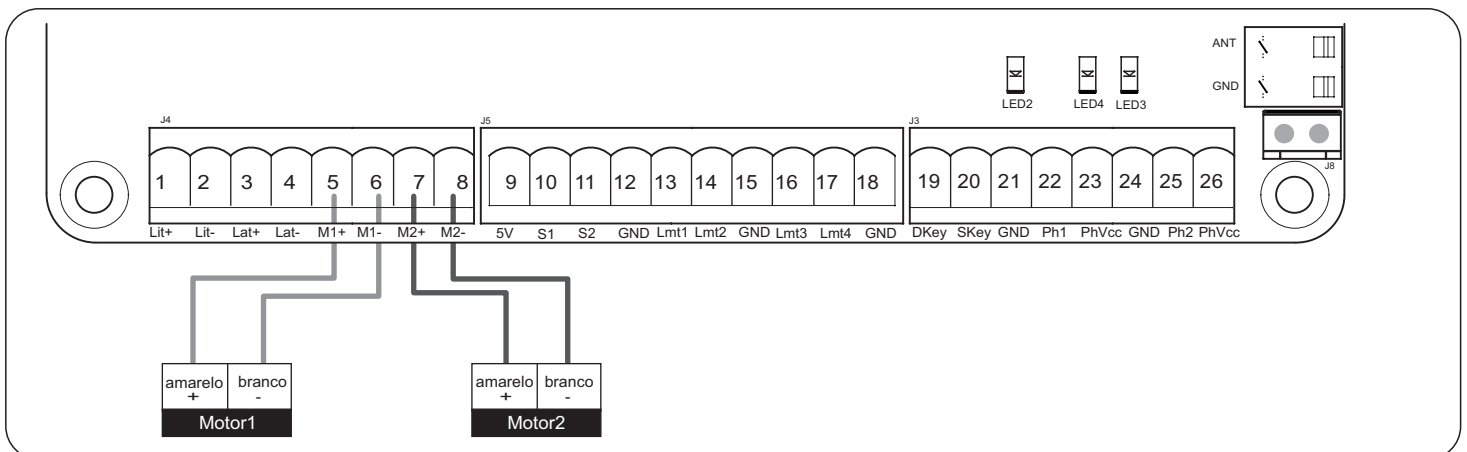 ANT
GND
LED2 LED4 LED3
J4 J5 J3
J8
1 2 3 4 5 6 7 8 9 10 11 12 13 14 15 16 17 18 19 20 21 22 23 24 25 26
Lit+ Lit- Lat+ Lat- M1+ M1- M2+ M2- 5V S1 S2 GND Lmt1 Lmt2 GND Lmt3 Lmt4 GND DKey SKey GND Ph1 PhVcc GND Ph2 PhVcc
amarelo branco amarelo branco
+ - + -
Motor1 Motor2